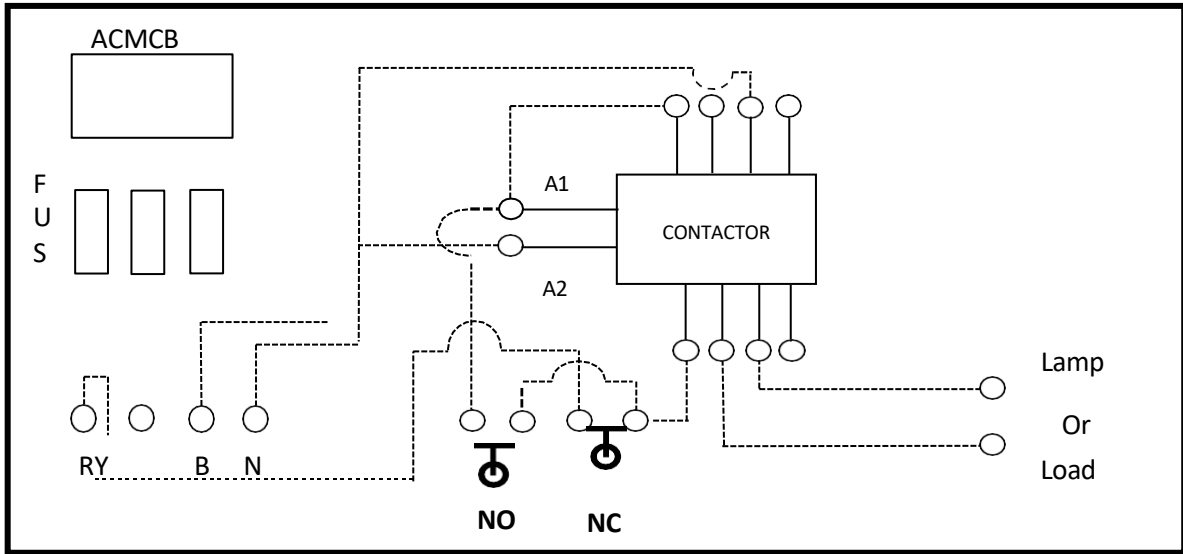 ACMCB
F
U
S
A1
CONTACTOR
A2
Lamp
Or
Load
RY B N
NO NC